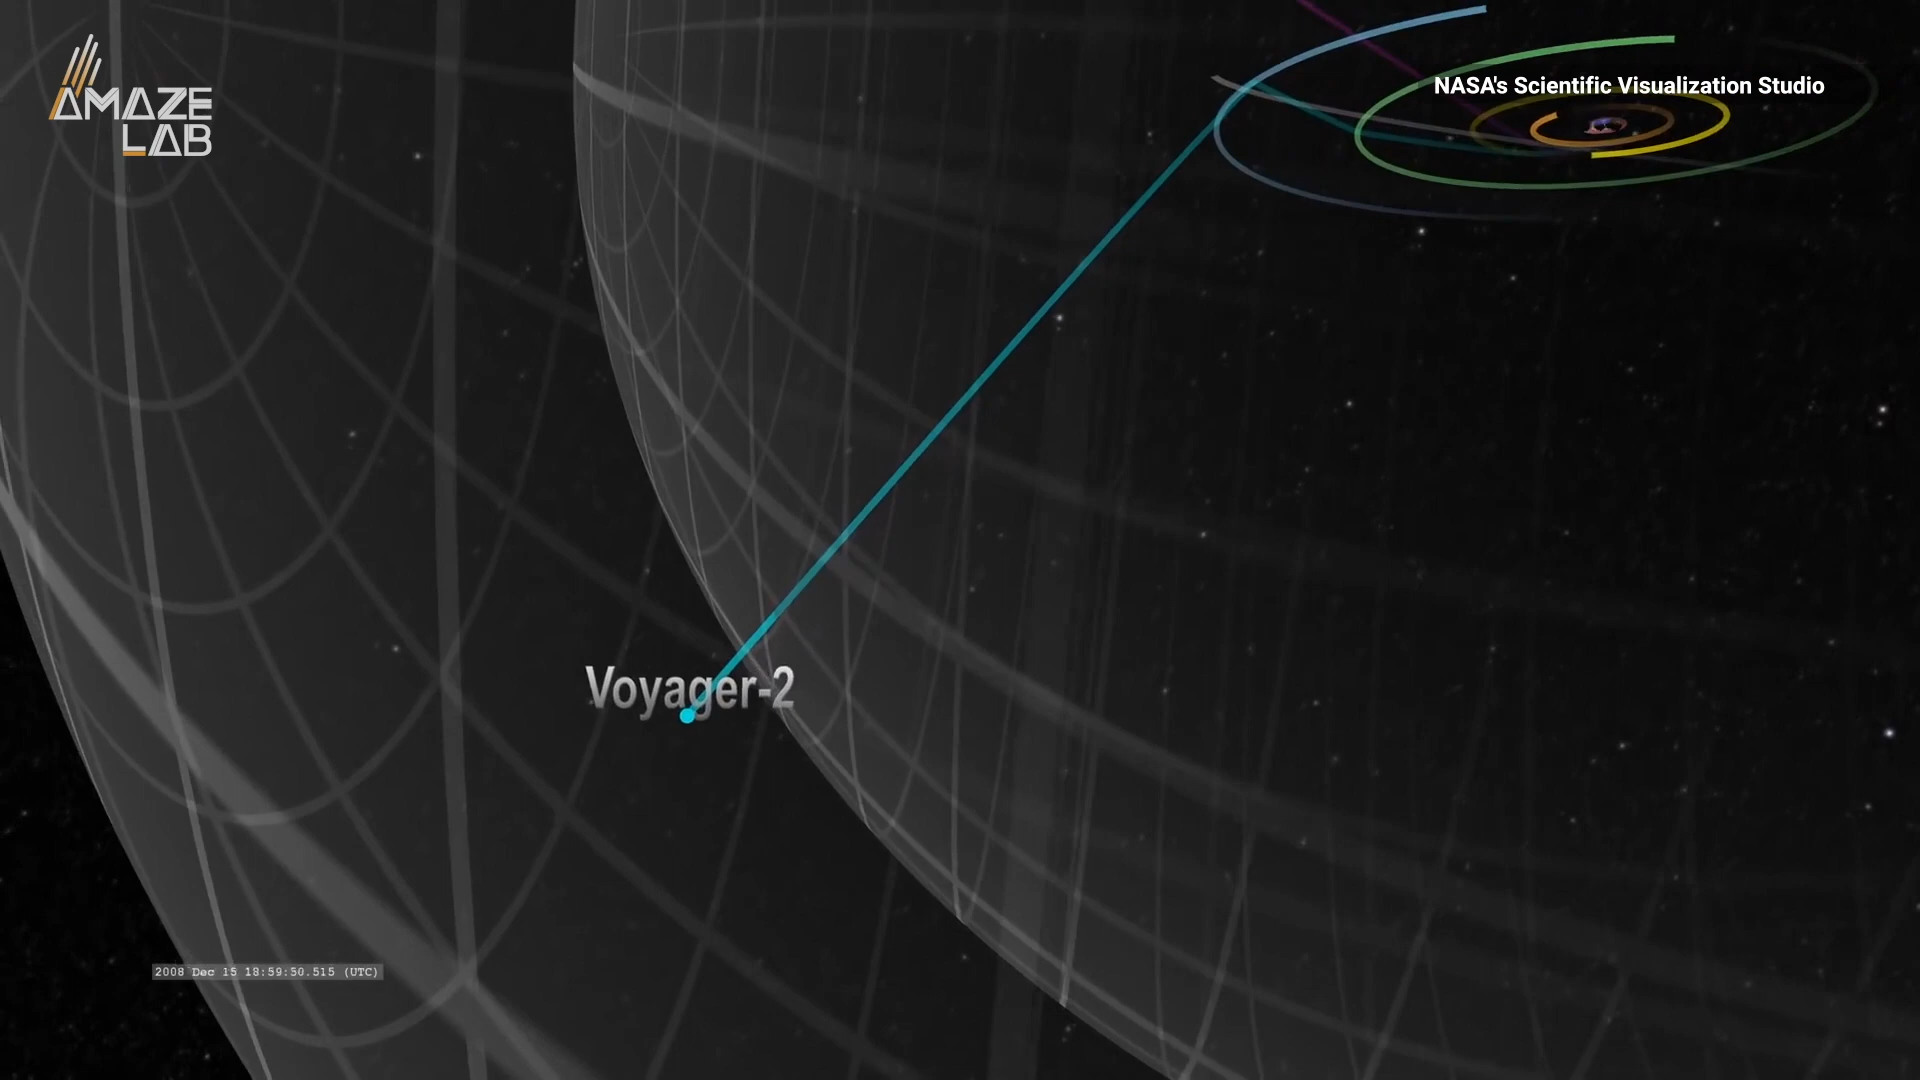 AMAZE
LAB
NASA's Scientific Visualization Studio
Voyager-2
2008 Dec 15 18:59:50.515 (UTC)